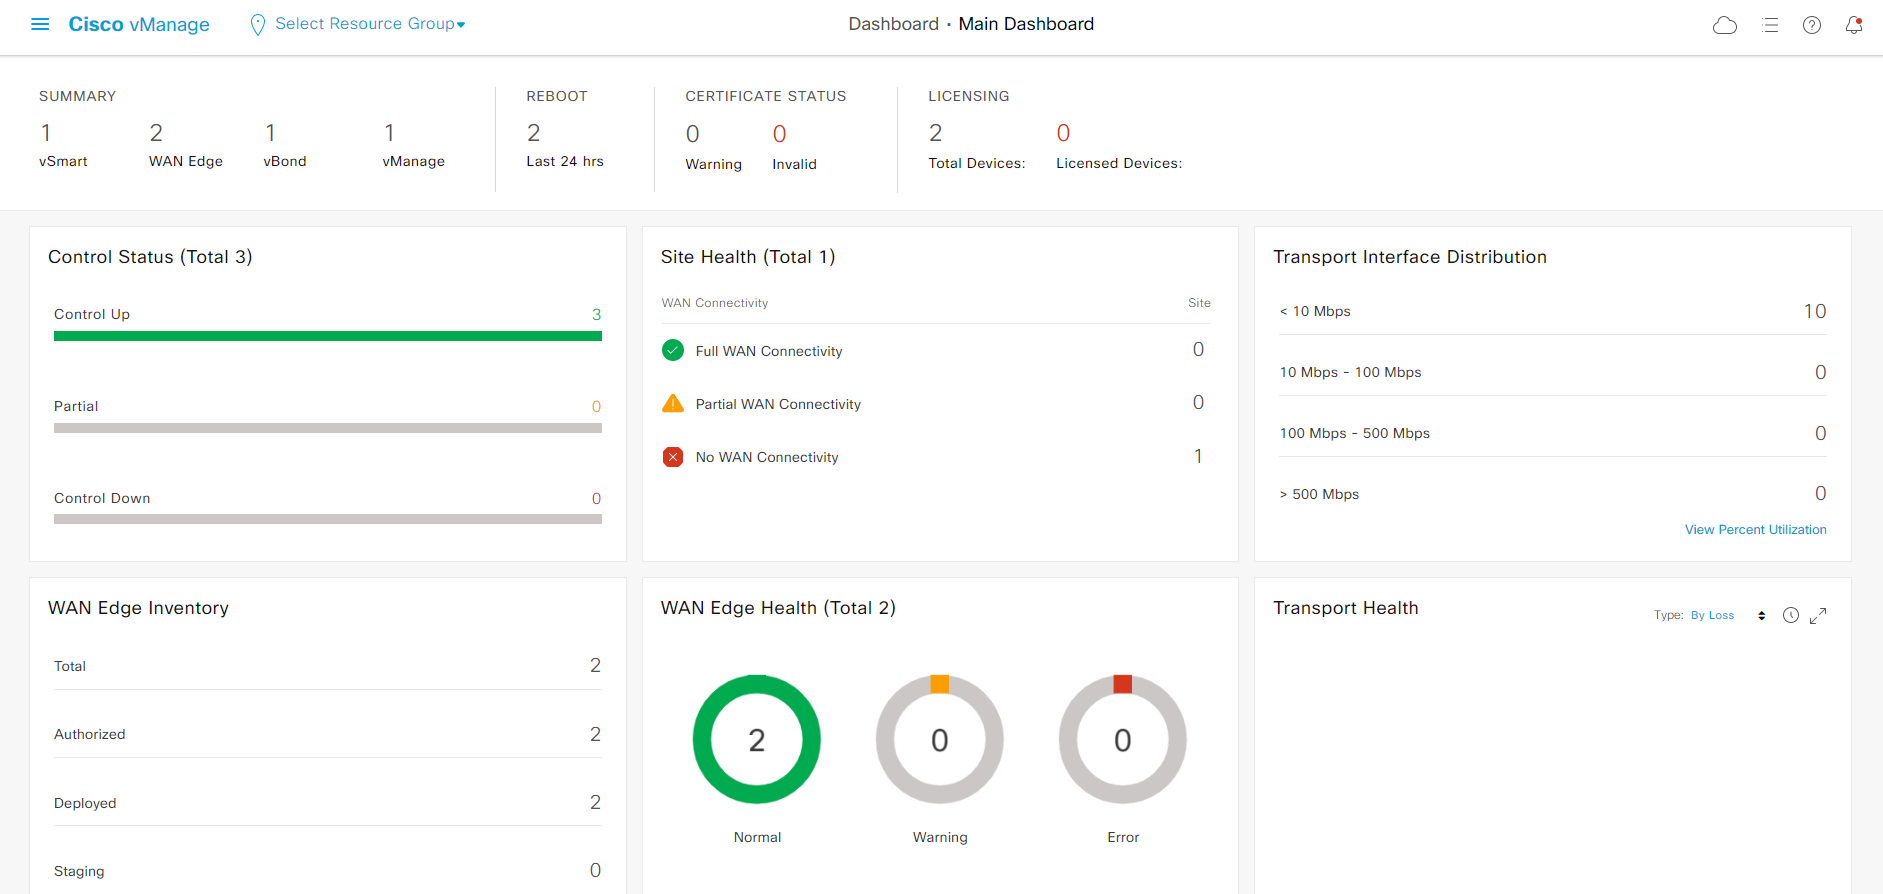 Cisco vManage
Select Resource Group
Dashboard · Main Dashboard
SUMMARY
1
vSmart
2
WAN Edge
1
vBond
1
vManage
REBOOT
2
Last 24 hrs
CERTIFICATE STATUS
0
Warning
0
Invalid
LICENSING
2
Total Devices:
0
Licensed Devices:
Control Status (Total 3)
Control Up 3
Partial 0
Control Down 0
Site Health (Total 1)
WAN Connectivity Site
Full WAN Connectivity 0
Partial WAN Connectivity 0
No WAN Connectivity 1
Transport Interface Distribution
< 10 Mbps 10
10 Mbps - 100 Mbps 0
100 Mbps - 500 Mbps 0
> 500 Mbps 0
View Percent Utilization
WAN Edge Inventory
Total 2
Authorized 2
Deployed 2
Staging 0
WAN Edge Health (Total 2)
2
Normal
0
Warning
0
Error
Transport Health
Type: By Loss